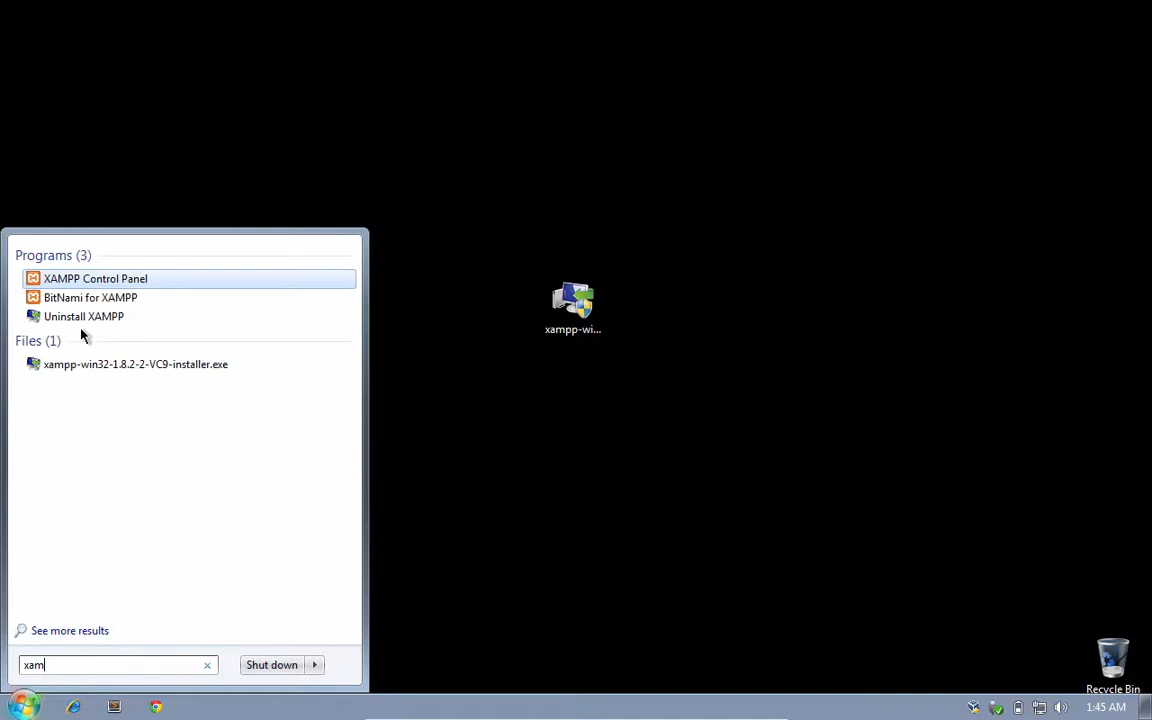 Programs (3)
XAMPP Control Panel
BitNami for XAMPP
Uninstall XAMPP
Files (1)
xampp-win32-1.8.2-2-VC9-installer.exe
xampp-wi...
See more results
xam
Shut down
Recycle Bin
1:45 AM